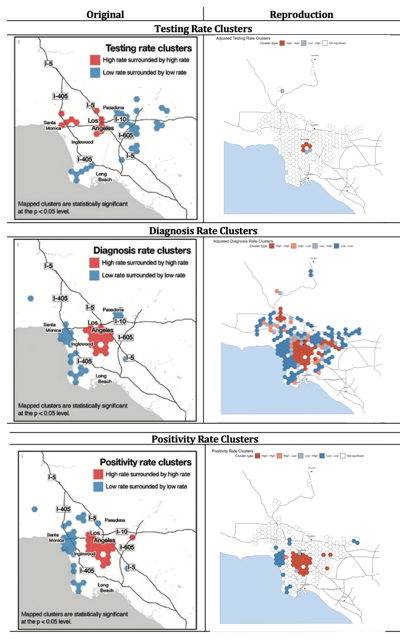 Original
Reproduction
Testing Rate Clusters
Testing rate clusters
High rate surrounded by high rate
Low rate surrounded by low rate
I-5
I-405
I-5
Pasadena
I-10
Santa
Monica
Los
Angeles
I-605
Inglewood
I-405
I-5
Long
Beach
Mapped clusters are statistically significant
at the p < 0.05 level.
Adjusted Testing Rate Clusters
Cluster type
High - High
Low - High
Not significant
Diagnosis Rate Clusters
Diagnosis rate clusters
High rate surrounded by high rate
Low rate surrounded by low rate
I-5
I-405
I-5
Pasadena
I-10
Santa
Monica
Los
Angeles
I-605
Inglewood
I-405
I-5
Long
Beach
Mapped clusters are statistically significant
at the p < 0.05 level.
Adjusted Diagnosis Rate Clusters
Cluster type
High - High
High - Low
Low - High
Low - Low
Not significant
Positivity Rate Clusters
Positivity rate clusters
High rate surrounded by high rate
Low rate surrounded by low rate
I-5
I-405
I-5
Pasadena
I-10
Santa
Monica
Los
Angeles
I-605
Inglewood
I-405
I-5
Long
Beach
Mapped clusters are statistically significant
at the p < 0.05 level.
Positivity Rate Clusters
Cluster type
High - High
High - Low
Low - High
Low - Low
Not significant